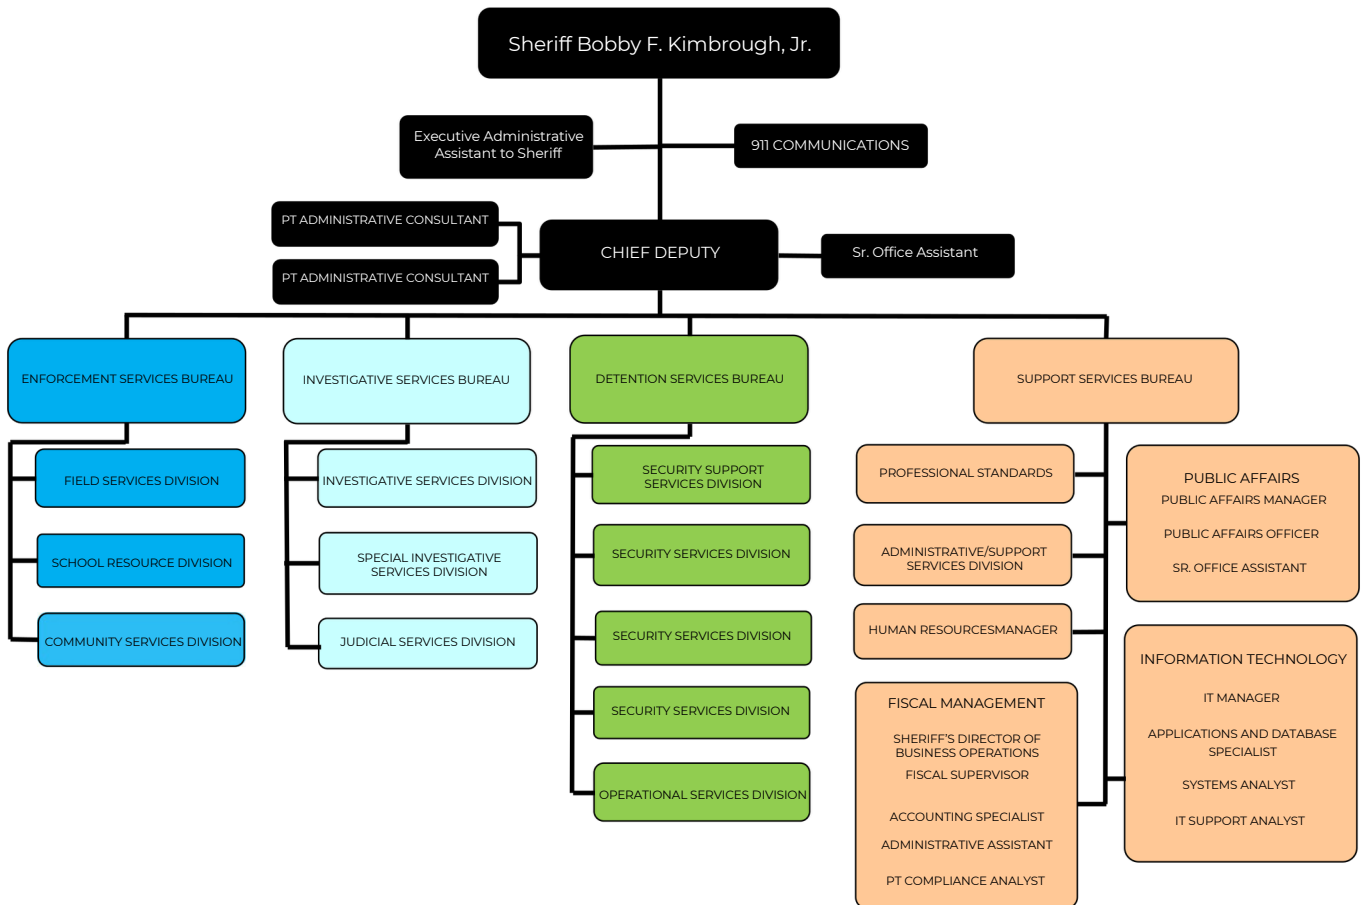 Sheriff Bobby F. Kimbrough, Jr.
Executive Administrative
Assistant to Sheriff
911 COMMUNICATIONS
PT ADMINISTRATIVE CONSULTANT
PT ADMINISTRATIVE CONSULTANT
CHIEF DEPUTY
Sr. Office Assistant
ENFORCEMENT SERVICES BUREAU
FIELD SERVICES DIVISION
SCHOOL RESOURCE DIVISION
COMMUNITY SERVICES DIVISION
INVESTIGATIVE SERVICES BUREAU
INVESTIGATIVE SERVICES DIVISION
SPECIAL INVESTIGATIVE
SERVICES DIVISION
JUDICIAL SERVICES DIVISION
DETENTION SERVICES BUREAU
SECURITY SUPPORT
SERVICES DIVISION
SECURITY SERVICES DIVISION
SECURITY SERVICES DIVISION
SECURITY SERVICES DIVISION
OPERATIONAL SERVICES DIVISION
SUPPORT SERVICES BUREAU
PROFESSIONAL STANDARDS
ADMINISTRATIVE/SUPPORT
SERVICES DIVISION
HUMAN RESOURCESMANAGER
FISCAL MANAGEMENT
SHERIFF'S DIRECTOR OF
BUSINESS OPERATIONS
FISCAL SUPERVISOR
ACCOUNTING SPECIALIST
ADMINISTRATIVE ASSISTANT
PT COMPLIANCE ANALYST
PUBLIC AFFAIRS
PUBLIC AFFAIRS MANAGER
PUBLIC AFFAIRS OFFICER
SR. OFFICE ASSISTANT
INFORMATION TECHNOLOGY
IT MANAGER
APPLICATIONS AND DATABASE
SPECIALIST
SYSTEMS ANALYST
IT SUPPORT ANALYST